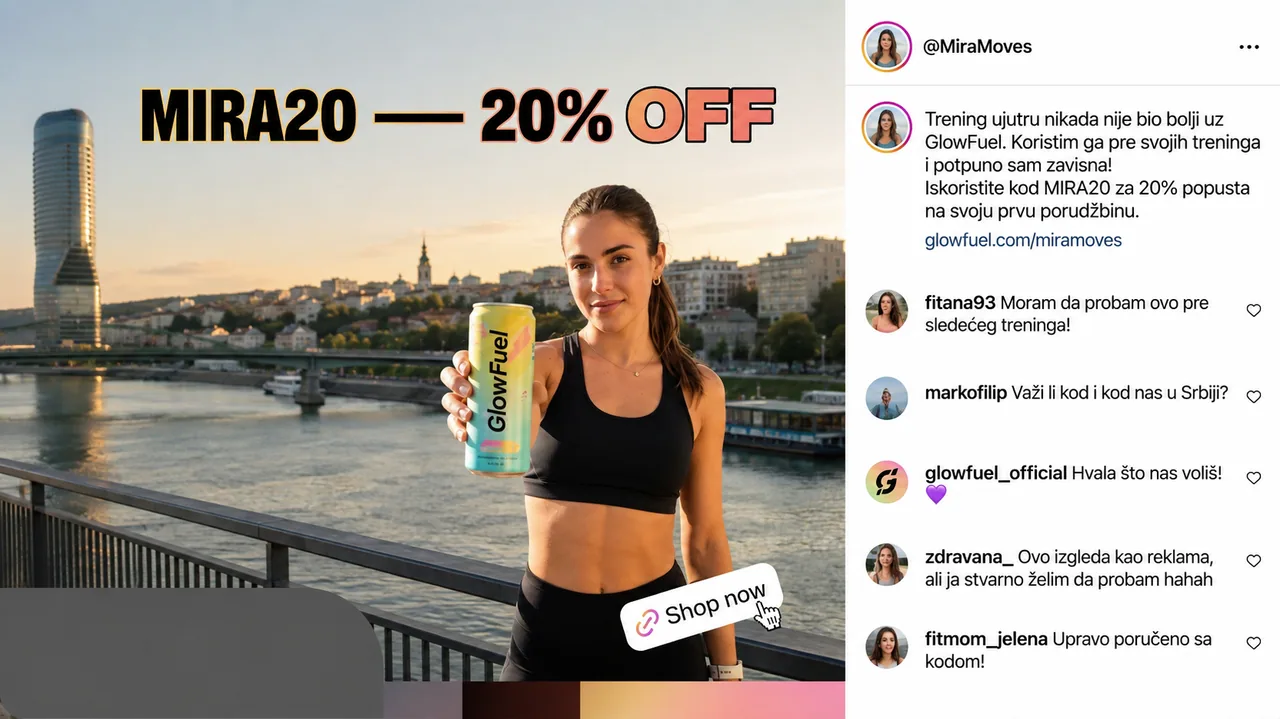 MIRA20 — 20% OFF
GlowFuel
Shop now
@MiraMoves
Trening ujutru nikada nije bio bolji uz
GlowFuel. Koristim ga pre svojih treninga
i potpuno sam zavisna!
Iskoristite kod MIRA20 za 20% popusta
na svoju prvu porudžbinu.
glowfuel.com/miramoves
fitana93 Moram da probam ovo pre
sledećeg treninga!
markofilip Važi li kod i kod nas u Srbiji?
glowfuel_official Hvala što nas voliš!
💜
zdravana_ Ovo izgleda kao reklama,
ali ja stvarno želim da probam hahah
fitmom_jelena Upravo poručeno sa
kodom!